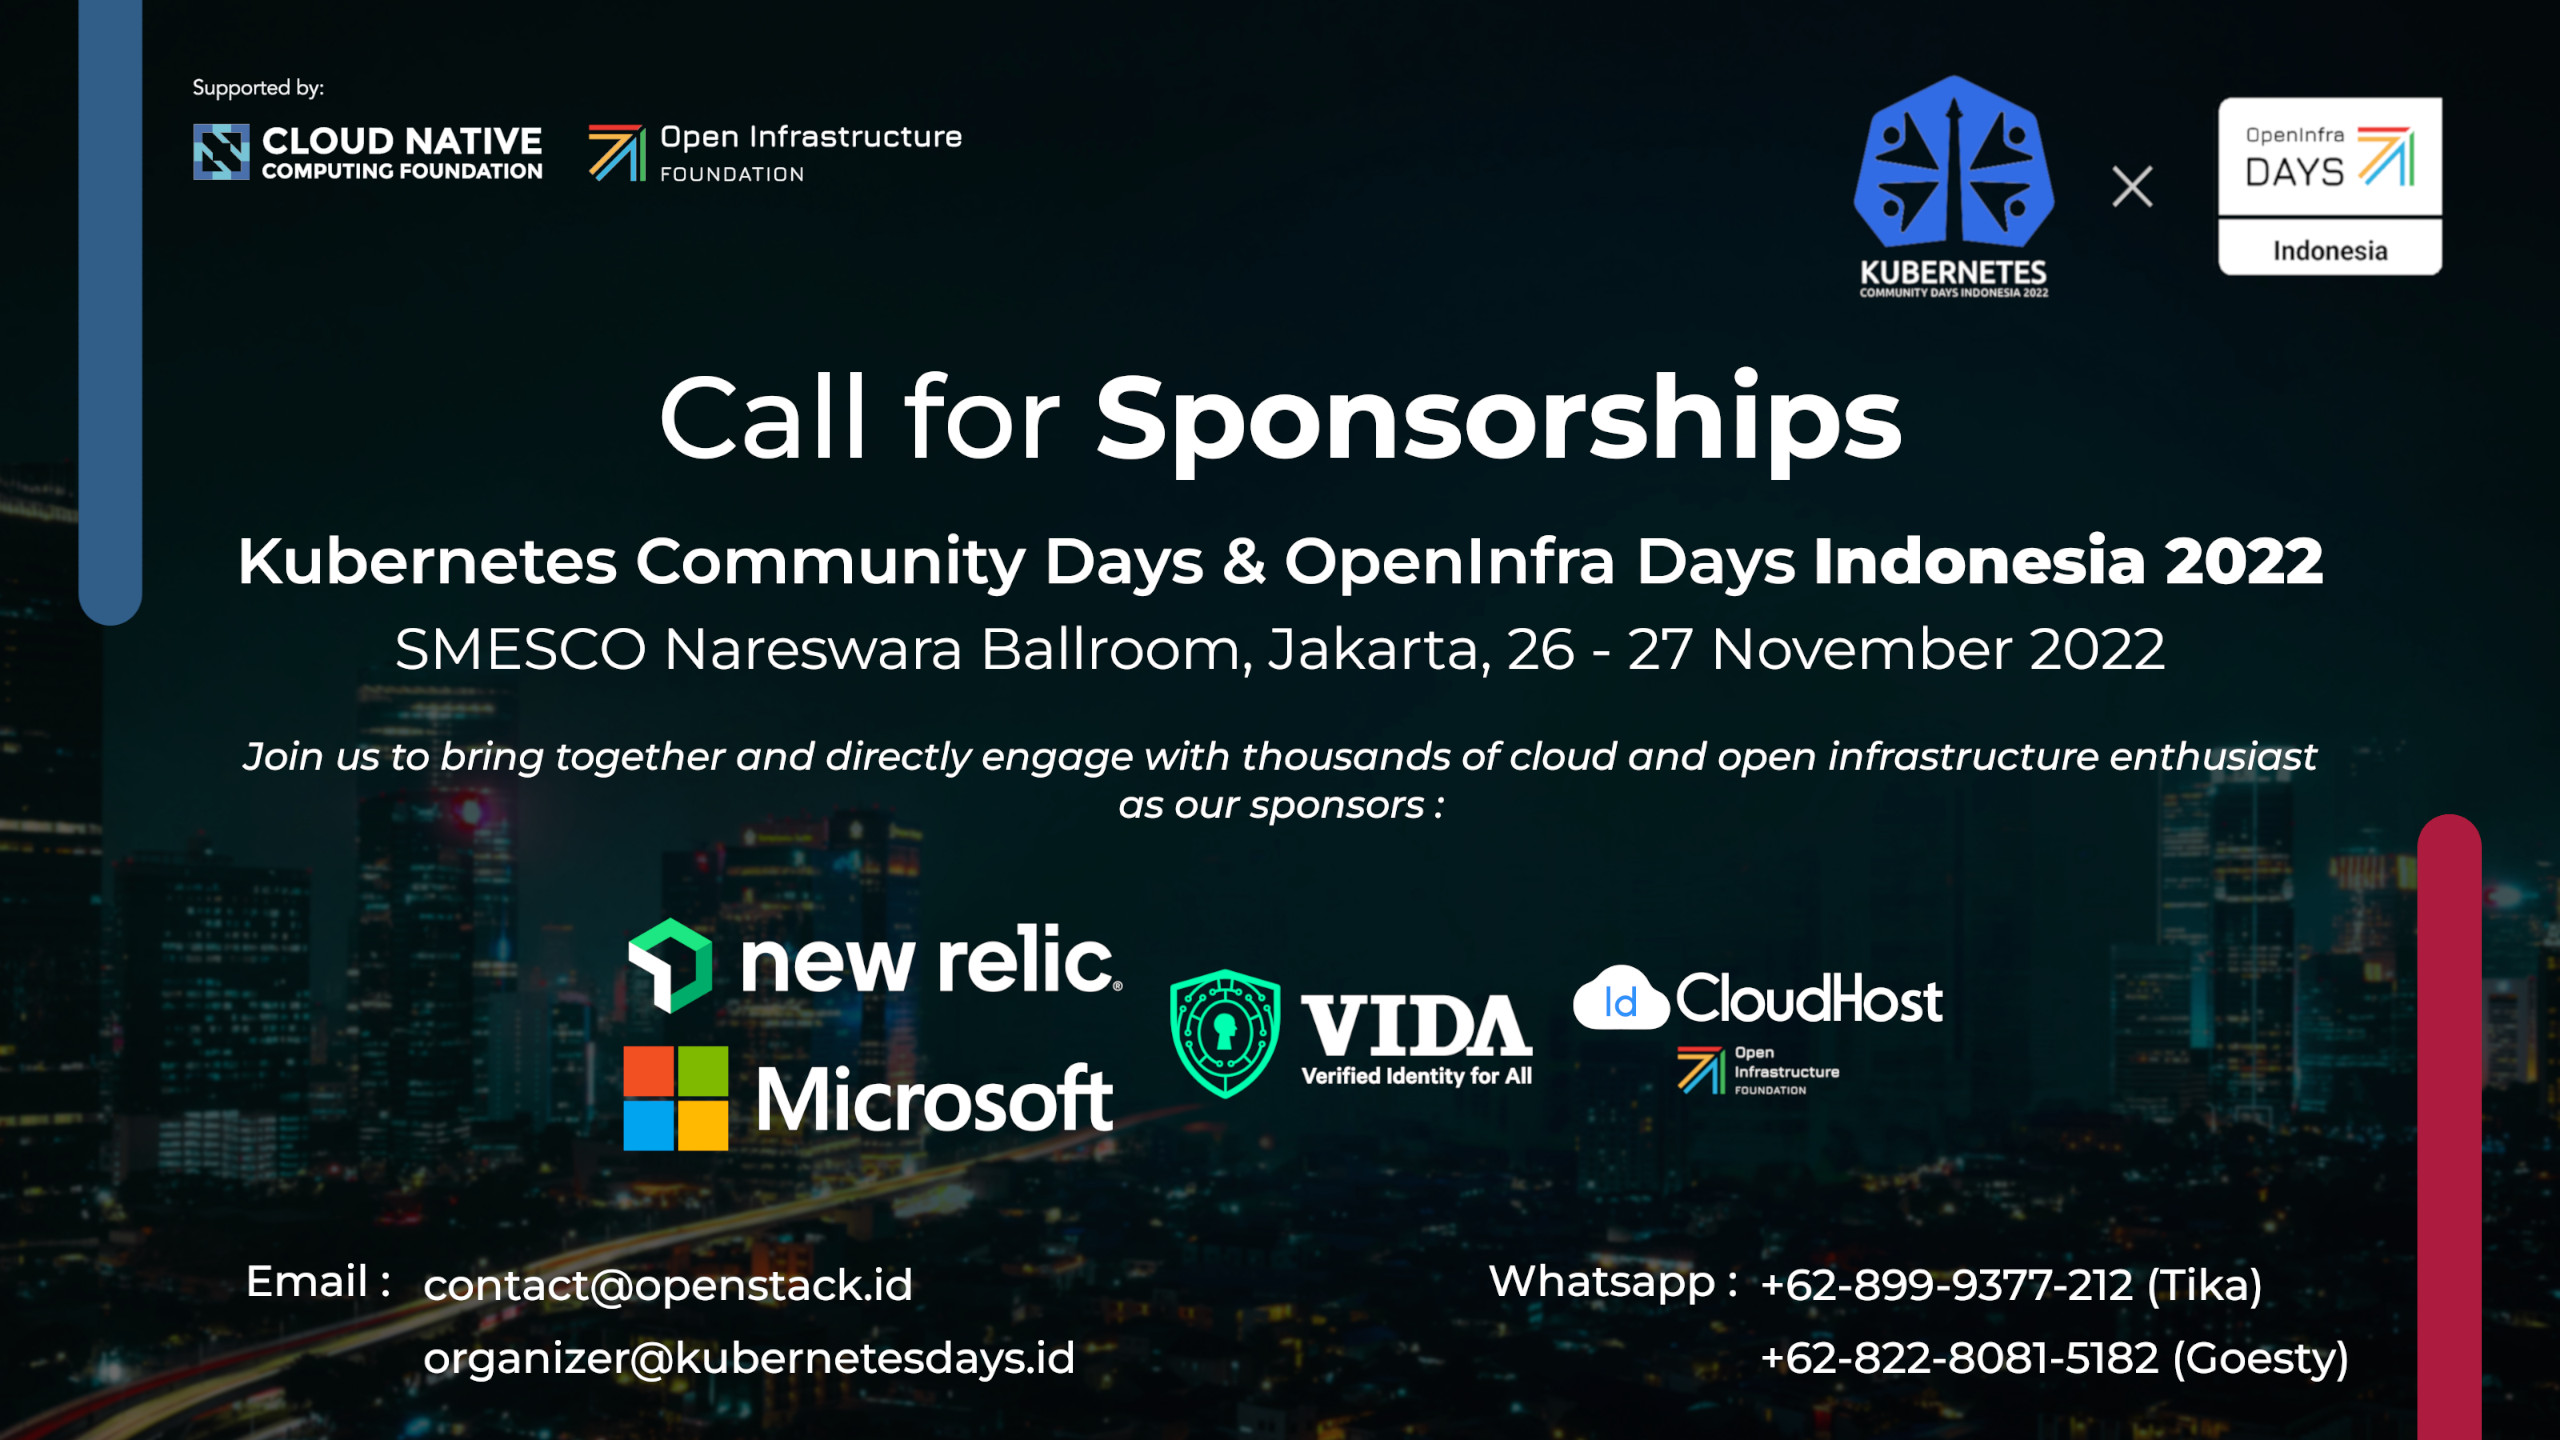 Supported by:
CLOUD NATIVE
COMPUTING FOUNDATION
Open Infrastructure
FOUNDATION
KUBERNETES
COMMUNITY DAYS INDONESIA 2022
OpenInfra
DAYS
Indonesia
Call for Sponsorships
Kubernetes Community Days & OpenInfra Days Indonesia 2022
SMESCO Nareswara Ballroom, Jakarta, 26 - 27 November 2022
Join us to bring together and directly engage with thousands of cloud and open infrastructure enthusiast
as our sponsors :
new relic®
Microsoft
VIDA
Verified Identity for All
Id CloudHost
Open
Infrastructure
FOUNDATION
Email : contact@openstack.id
organizer@kubernetesdays.id
Whatsapp : +62-899-9377-212 (Tika)
+62-822-8081-5182 (Goesty)